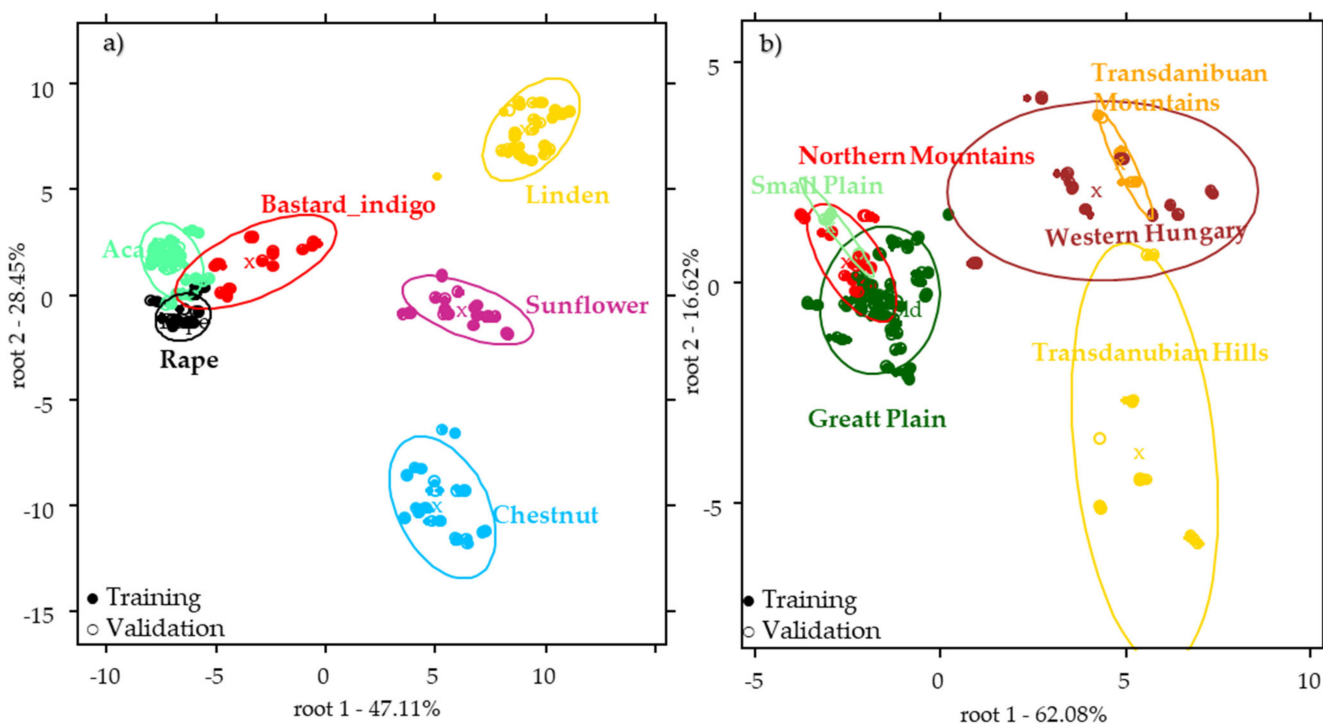 a)
10
5
0
-5
-10
-15
root 2 - 28.45%
Linden
Bastard_indigo
Aca
Rape
Sunflower
Chestnut
● Training
○ Validation
-10
-5
0
5
10
root 1 - 47.11%
b)
5
0
-5
root 2 - 16.62%
Transdanibuan
Mountains
Northern Mountains
Small Plain
Western Hungary
Transdanubian Hills
Greatt Plain
● Training
○ Validation
-5
0
5
10
root 1 - 62.08%